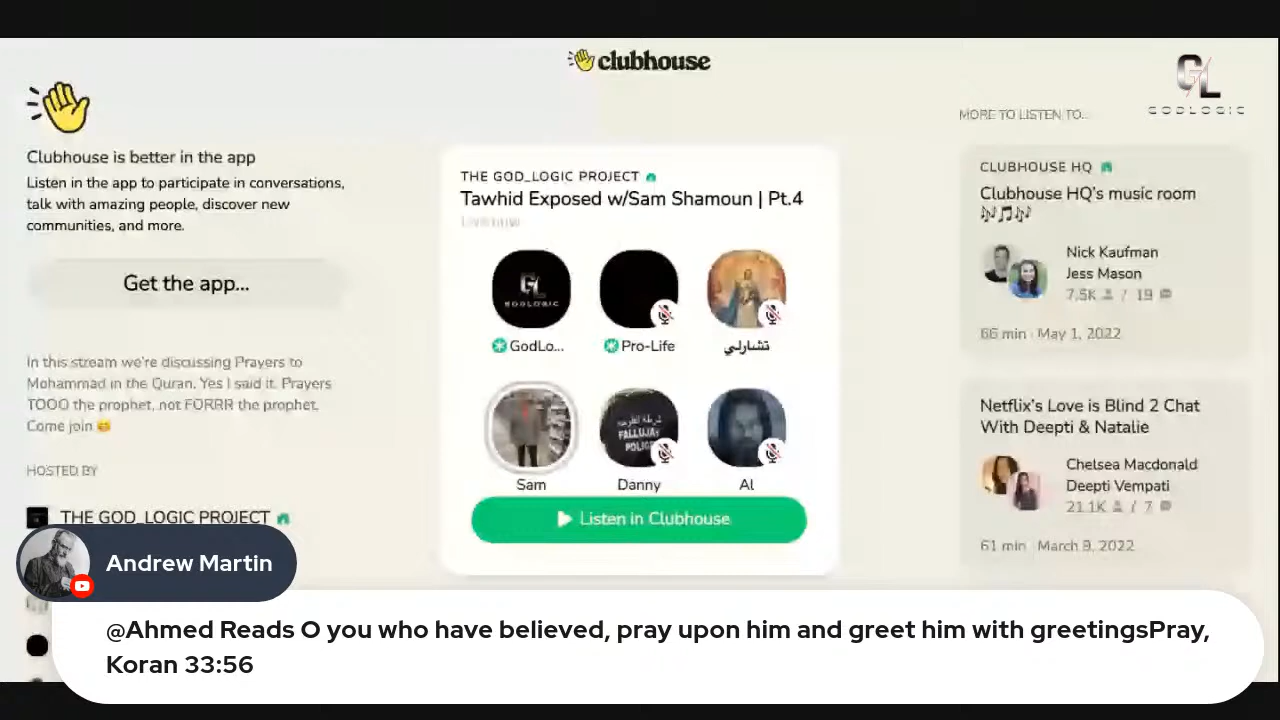 clubhouse
GL
GODLOGIC
Clubhouse is better in the app
Listen in the app to participate in conversations,
talk with amazing people, discover new
communities, and more.
Get the app...
In this stream we're discussing Prayers to
Mohammad in the Quran. Yes I said it. Prayers
TOOO the prophet, not FORRR the prophet.
Come join 😊
HOSTED BY
THE GOD_LOGIC PROJECT
THE GOD_LOGIC PROJECT
Tawhid Exposed w/Sam Shamoun | Pt.4
Live now
GL
GODLOGIC
GodLo...
Pro-Life
تشارلي
FALLUJAH
POLICE
Sam
Danny
Al
Listen in Clubhouse
MORE TO LISTEN TO...
CLUBHOUSE HQ
Clubhouse HQ's music room
🎶🎵🎶
Nick Kaufman
Jess Mason
7.5K / 19
66 min · May 1, 2022
Netflix's Love is Blind 2 Chat
With Deepti & Natalie
Chelsea Macdonald
Deepti Vempati
21.1K / 7
61 min · March 9, 2022
Andrew Martin
@Ahmed Reads O you who have believed, pray upon him and greet him with greetingsPray,
Koran 33:56